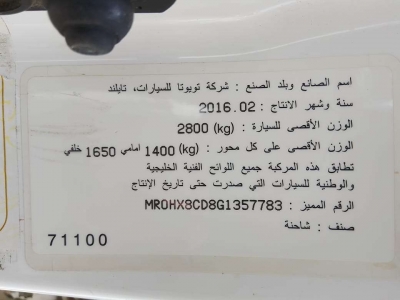 اسم الصانع وبلد الصنع : شركة تويوتا للسيارات، تايلند
سنة وشهر الانتاج : 2016.02
الوزن الأقصى للسيارة : (kg) 2800
الوزن الأقصى على كل محور : (kg) 1400 امامي 1650 خلفي
تطابق هذه المركبة جميع اللوائح الفنية الخليجية
والوطنية للسيارات التي صدرت حتى تاريخ الإنتاج
الرقم المميز : MR0HX8CD8G1357783
صنف : شاحنة
71100